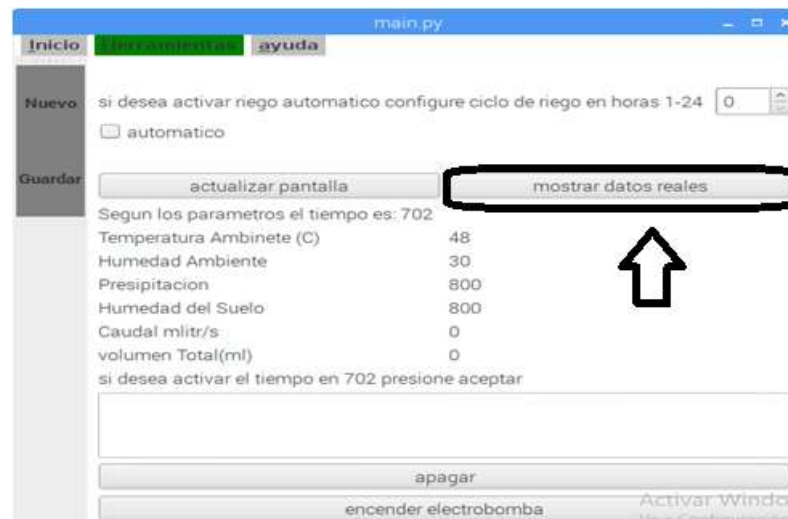 main.py
Inicio Herramientas ayuda
Nuevo
si desea activar riego automatico configure ciclo de riego en horas 1-24 0
automatico
Guardar
actualizar pantalla mostrar datos reales
Segun los parametros el tiempo es: 702
Temperatura Ambinete (C) 48
Humedad Ambiente 30
Presipitacion 800
Humedad del Suelo 800
Caudal mlitr/s 0
volumen Total(ml) 0
si desea activar el tiempo en 702 presione aceptar
apagar
Activar Windo
encender electrobomba